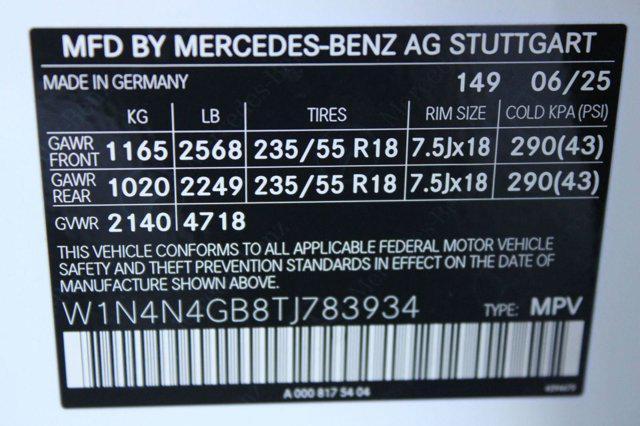 MFD BY MERCEDES-BENZ AG STUTTGART
MADE IN GERMANY 149 06/25
KG LB TIRES RIM SIZE COLD KPA (PSI)
GAWR FRONT 1165 2568 235/55 R18 7.5Jx18 290(43)
GAWR REAR 1020 2249 235/55 R18 7.5Jx18 290(43)
GVWR 2140 4718
THIS VEHICLE CONFORMS TO ALL APPLICABLE FEDERAL MOTOR VEHICLE
SAFETY AND THEFT PREVENTION STANDARDS IN EFFECT ON THE DATE OF
MANUFACTURE SHOWN ABOVE.
W1N4N4GB8TJ783934 TYPE: MPV
A 000 817 54 04